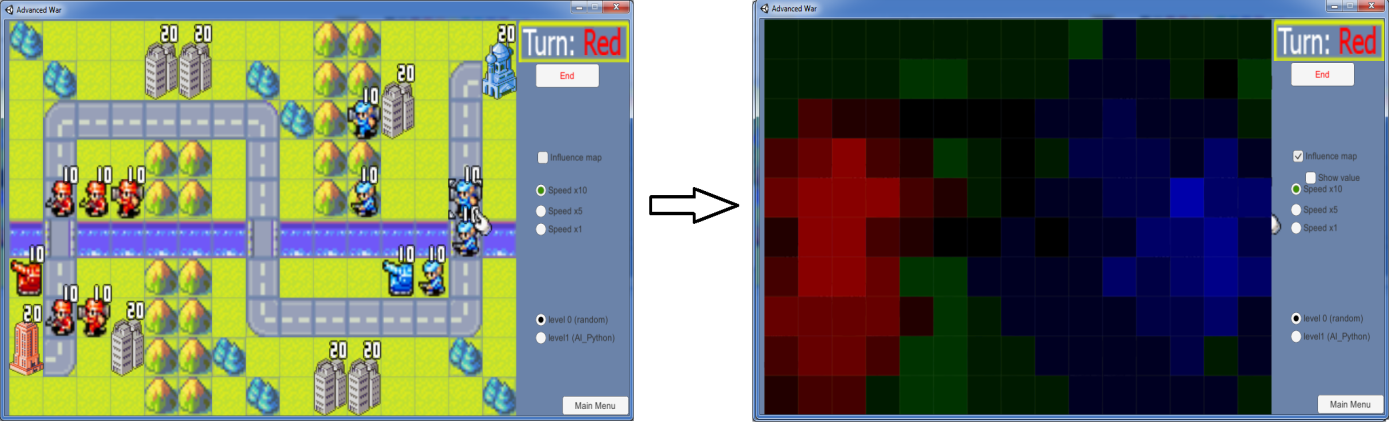 Advanced War
20 20
20
Turn: Red
End
20
10
10
Influence map
10 10 10
10
10
Speed x10
Speed x5
10
Speed x1
10
10 10
10 10
20
20
level 0 (random)
level1 (AI_Python)
20 20
Main Menu
Advanced War
Turn: Red
End
Influence map
Show value
Speed x10
Speed x5
Speed x1
level 0 (random)
level1 (AI_Python)
Main Menu